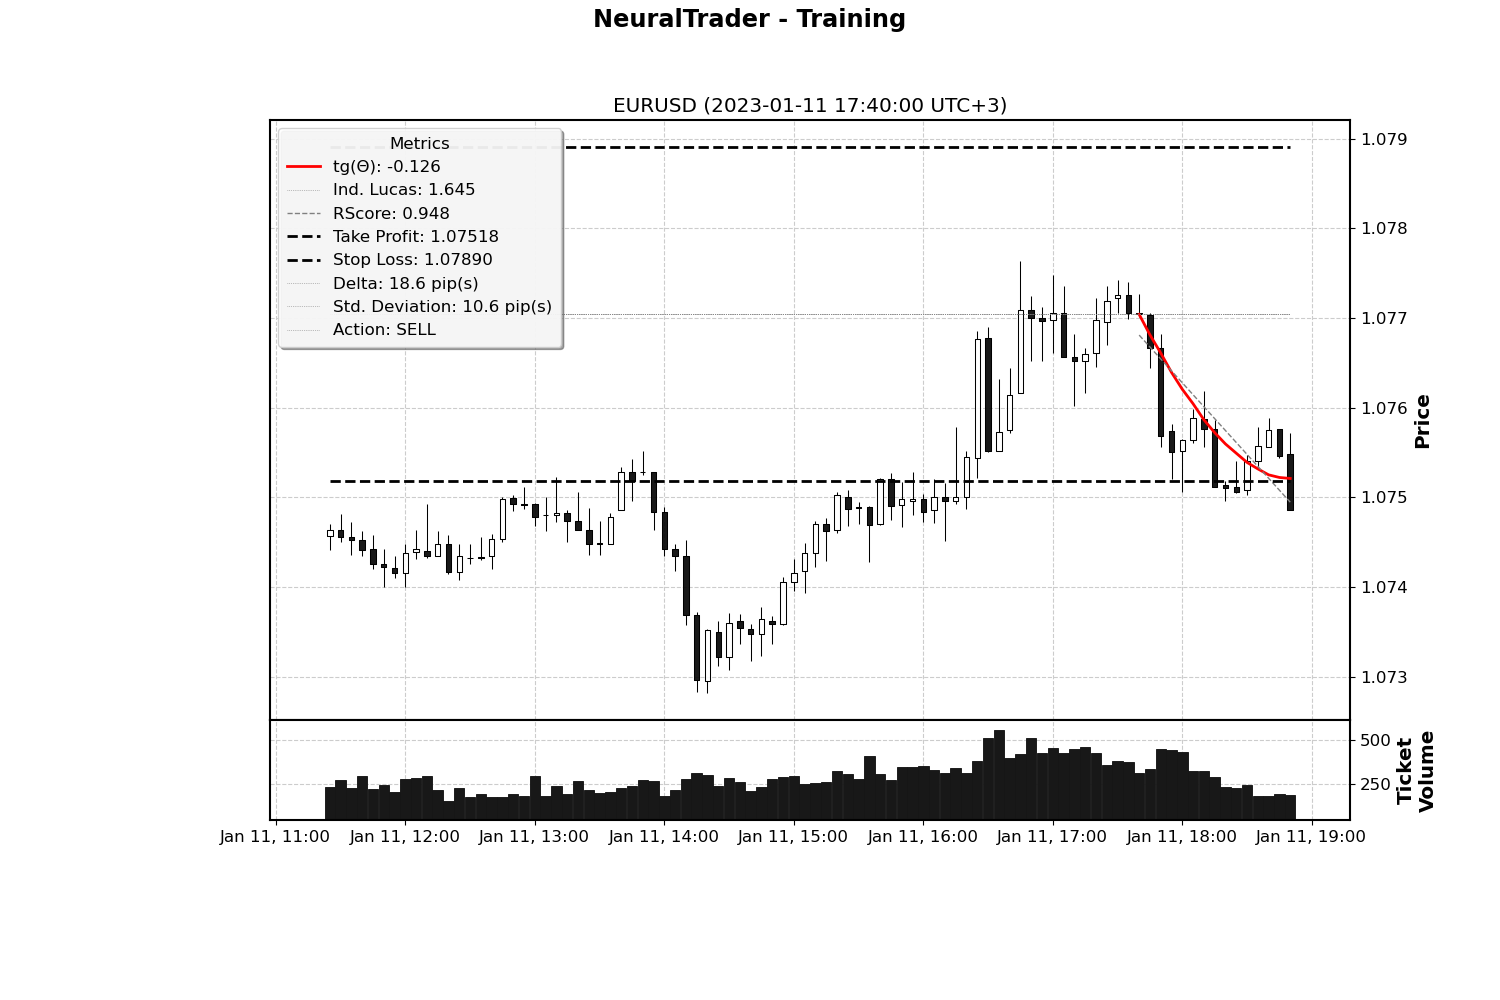 NeuralTrader - Training
EURUSD (2023-01-11 17:40:00 UTC+3)
Metrics
tg(Θ): -0.126
Ind. Lucas: 1.645
RScore: 0.948
Take Profit: 1.07518
Stop Loss: 1.07890
Delta: 18.6 pip(s)
Std. Deviation: 10.6 pip(s)
Action: SELL
1.079
1.078
1.077
1.076
1.075
1.074
1.073
Price
500
250
Ticket
Volume
Jan 11, 11:00
Jan 11, 12:00
Jan 11, 13:00
Jan 11, 14:00
Jan 11, 15:00
Jan 11, 16:00
Jan 11, 17:00
Jan 11, 18:00
Jan 11, 19:00